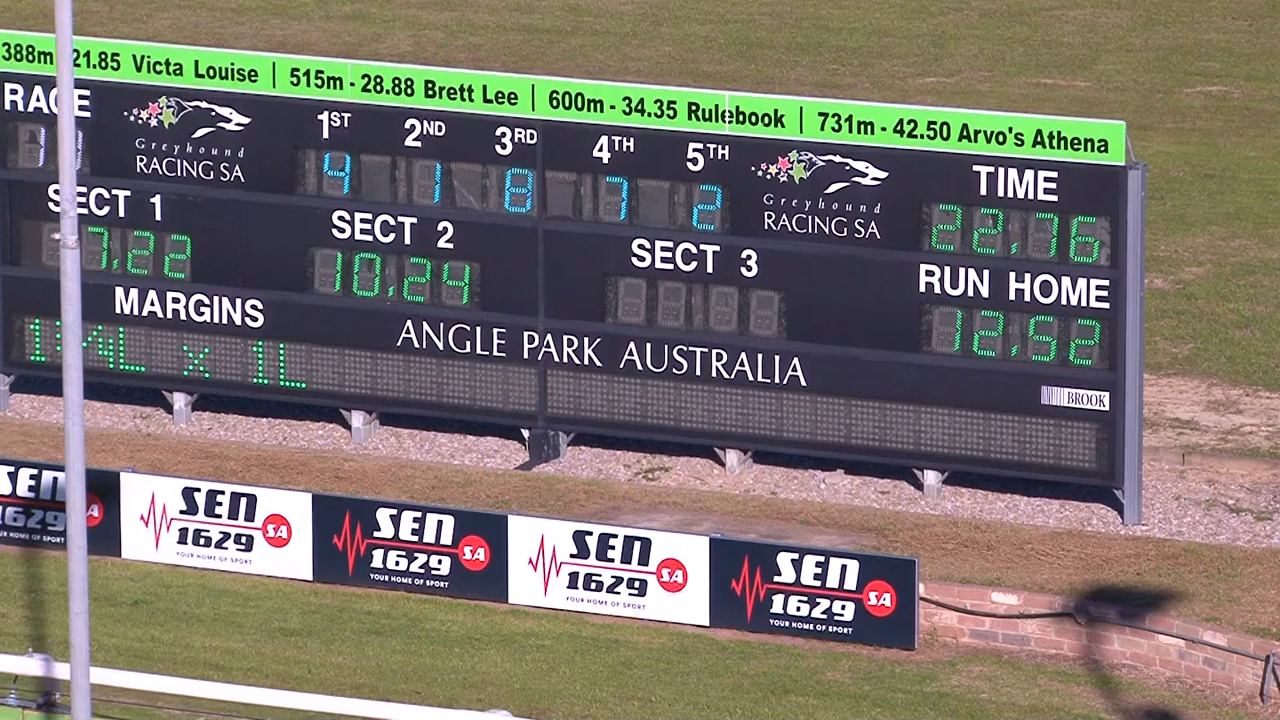 388m 21.85 Victa Louise | 515m - 28.88 Brett Lee | 600m - 34.35 Rulebook | 731m - 42.50 Arvo's Athena
RACE
Greyhound
RACING SA
1ST 2ND 3RD 4TH 5TH
4 1 8 7 2
Greyhound
RACING SA
TIME
22.76
SECT 1
7.22
SECT 2
10.24
SECT 3
RUN HOME
12.52
MARGINS
x 1L
ANGLE PARK AUSTRALIA
BROOK
SEN
1629 SA
YOUR HOME OF SPORT
SEN
1629 SA
YOUR HOME OF SPORT
SEN
1629 SA
YOUR HOME OF SPORT
SEN
1629 SA
YOUR HOME OF SPORT
SEN
1629 SA
YOUR HOME OF SPORT